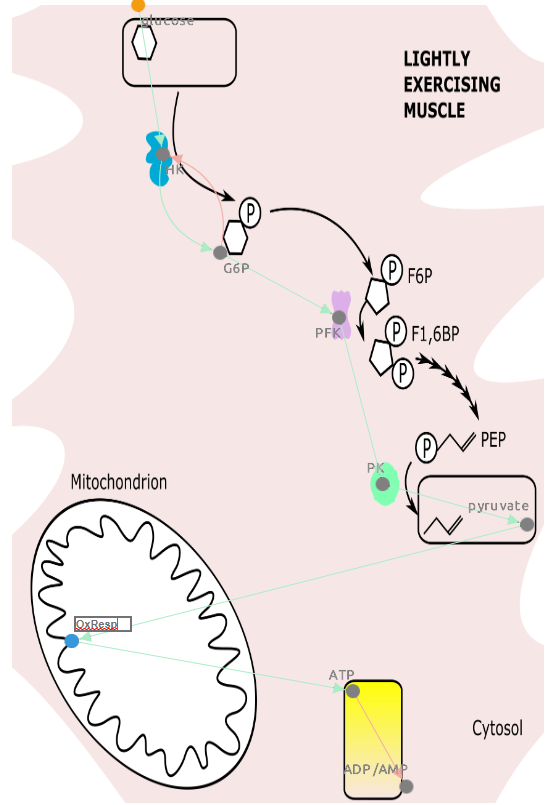 glucose
LIGHTLY
EXERCISING
MUSCLE
HK
P
G6P
P
F6P
PFK
P
F1,6BP
P
P
PEP
PK
pyruvate
Mitochondrion
OxResp
ATP
Cytosol
ADP/AMP